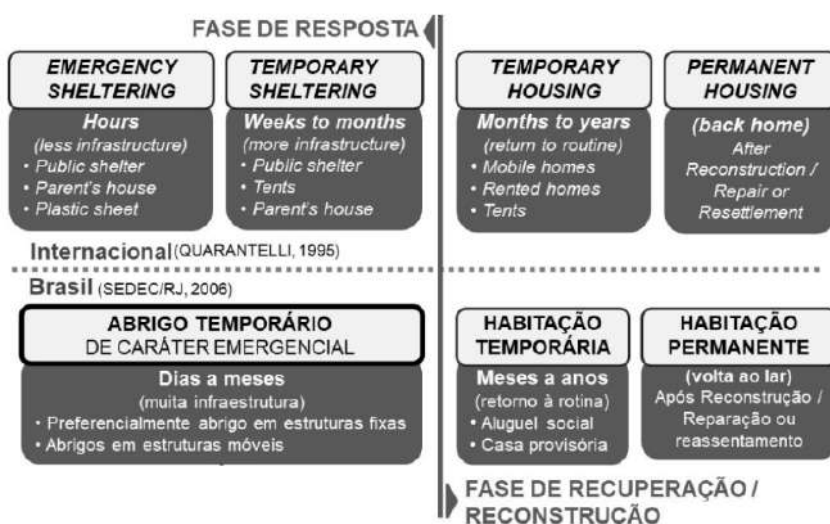 FASE DE RESPOSTA
EMERGENCY
SHELTERING
Hours
(less infrastructure)
• Public shelter
• Parent's house
• Plastic sheet
TEMPORARY
SHELTERING
Weeks to months
(more infrastructure)
• Public shelter
• Tents
• Parent's house
TEMPORARY
HOUSING
Months to years
(return to routine)
• Mobile homes
• Rented homes
• Tents
PERMANENT
HOUSING
(back home)
After
Reconstruction /
Repair or
Resettlement
Internacional (QUARANTELLI, 1995)
Brasil (SEDEC/RJ, 2006)
ABRIGO TEMPORÁRIO
DE CARÁTER EMERGENCIAL
Dias a meses
(muita infraestrutura)
• Preferencialmente abrigo em estruturas fixas
• Abrigos em estruturas móveis
HABITAÇÃO
TEMPORÁRIA
Meses a anos
(retorno à rotina)
• Aluguel social
• Casa provisória
HABITAÇÃO
PERMANENTE
(volta ao lar)
Após Reconstrução /
Reparação ou
reassentamento
FASE DE RECUPERAÇÃO /
RECONSTRUÇÃO